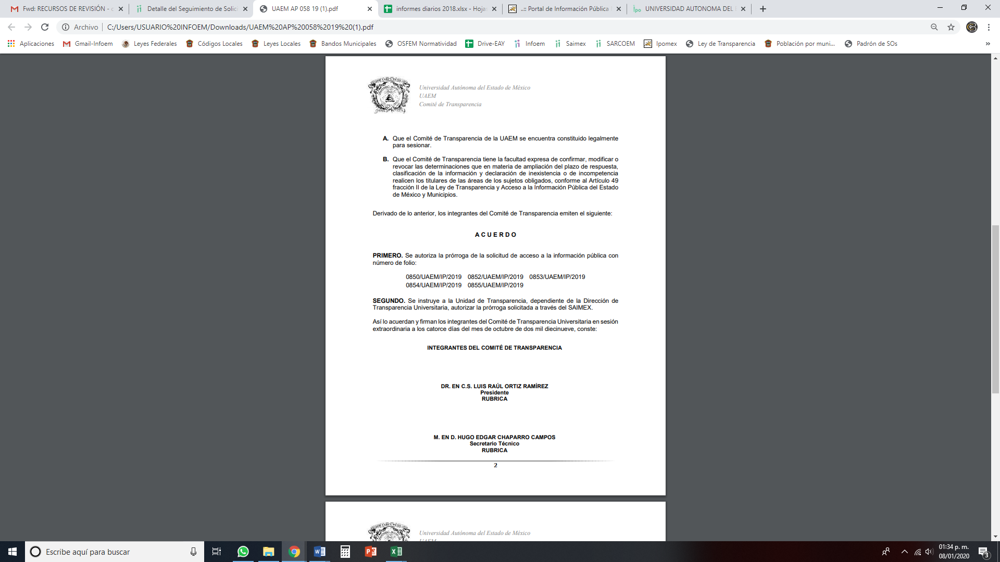 Fwd: RECURSOS DE REVISIÓN - c
Detalle del Seguimiento de Solici
UAEM AP 058 19 (1).pdf
informes diarios 2018.xlsx - Hoja
..:: Portal de Información Pública
UNIVERSIDAD AUTONOMA DEL
Archivo
C:/Users/USUARIO%20INFOEM/Downloads/UAEM%20AP%20058%2019%20(1).pdf
Aplicaciones
Gmail-Infoem
Leyes Federales
Códigos Locales
Leyes Locales
Bandos Municipales
OSFEM Normatividad
Drive-EAY
Infoem
Saimex
SARCOEM
Ipomex
Ley de Transparencia
Población por muni...
Padrón de SOs
»
Universidad Autónoma del Estado de México
UAEM
Comité de Transparencia
A. Que el Comité de Transparencia de la UAEM se encuentra constituido legalmente
para sesionar.
B. Que el Comité de Transparencia tiene la facultad expresa de confirmar, modificar o
revocar las determinaciones que en materia de ampliación del plazo de respuesta,
clasificación de la información y declaración de inexistencia o de incompetencia
realicen los titulares de las áreas de los sujetos obligados, conforme al Artículo 49
fracción II de la Ley de Transparencia y Acceso a la Información Pública del Estado
de México y Municipios.
Derivado de lo anterior, los integrantes del Comité de Transparencia emiten el siguiente:
A C U E R D O
PRIMERO. Se autoriza la prórroga de la solicitud de acceso a la información pública con
número de folio:
0850/UAEM/IP/2019 0852/UAEM/IP/2019 0853/UAEM/IP/2019
0854/UAEM/IP/2019 0855/UAEM/IP/2019
SEGUNDO. Se instruye a la Unidad de Transparencia, dependiente de la Dirección de
Transparencia Universitaria, autorizar la prórroga solicitada a través del SAIMEX.
Así lo acuerdan y firman los integrantes del Comité de Transparencia Universitaria en sesión
extraordinaria a los catorce días del mes de octubre de dos mil diecinueve, conste:
INTEGRANTES DEL COMITÉ DE TRANSPARENCIA
DR. EN C.S. LUIS RAÚL ORTIZ RAMÍREZ
Presidente
RUBRICA
M. EN D. HUGO EDGAR CHAPARRO CAMPOS
Secretario Técnico
RUBRICA
2
Universidad Autónoma del Estado de México
UAEM
Escribe aquí para buscar
01:34 p. m.
08/01/2020
3